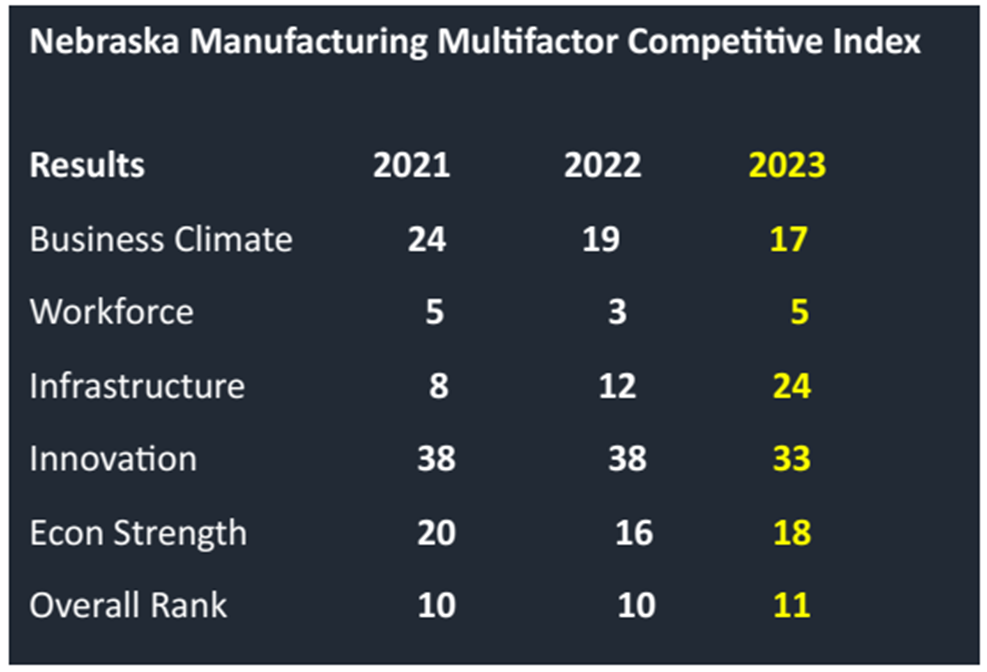 Nebraska Manufacturing Multifactor Competitive Index
Results 2021 2022 2023
Business Climate 24 19 17
Workforce 5 3 5
Infrastructure 8 12 24
Innovation 38 38 33
Econ Strength 20 16 18
Overall Rank 10 10 11